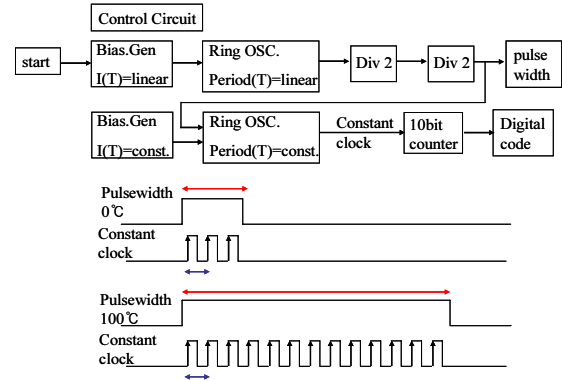 Control Circuit
start
Bias.Gen
I(T)=linear
Ring OSC.
Period(T)=linear
Div 2
Div 2
pulse
width
Bias.Gen
I(T)=const.
Ring OSC.
Period(T)=const.
Constant
clock
10bit
counter
Digital
code
Pulsewidth
0℃
Constant
clock
Pulsewidth
100℃
Constant
clock